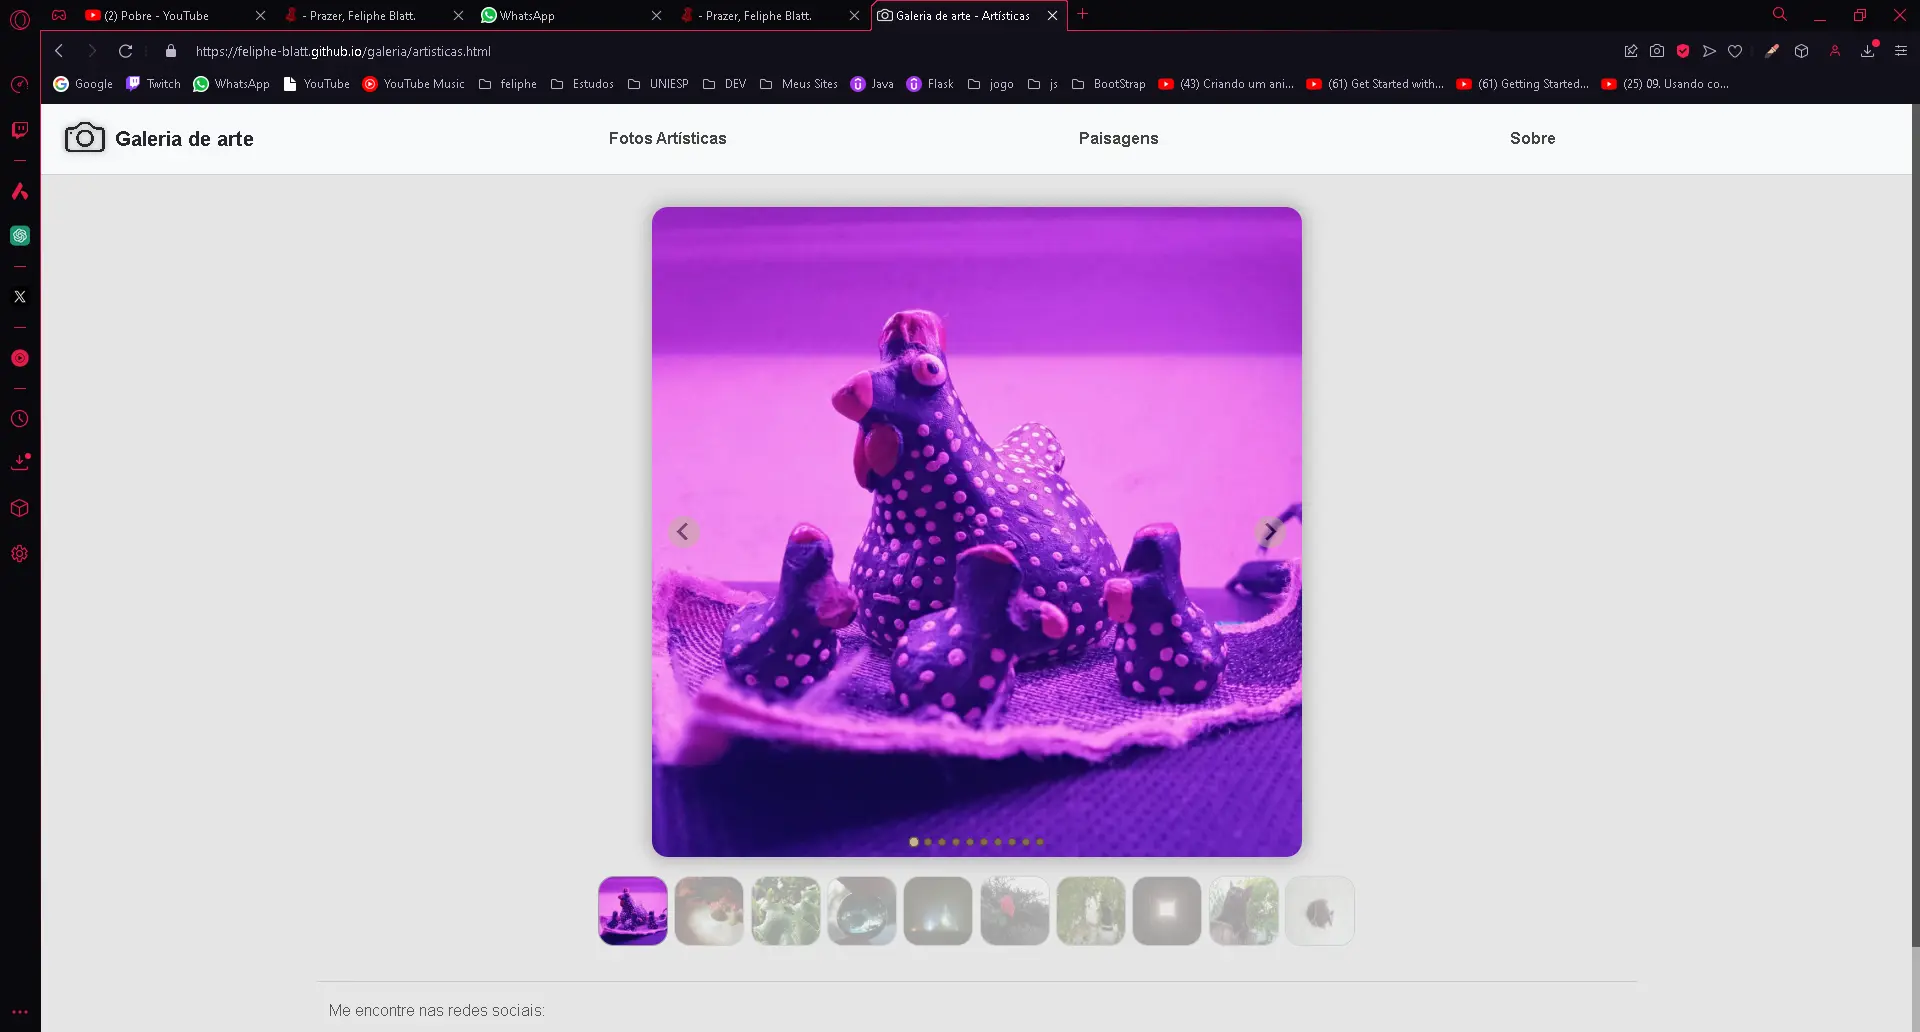 (2) Pobre - YouTube
- Prazer, Feliphe Blatt.
WhatsApp
- Prazer, Feliphe Blatt.
Galeria de arte - Artísticas
https://feliphe-blatt.github.io/galeria/artisticas.html
Google
Twitch
WhatsApp
YouTube
YouTube Music
feliphe
Estudos
UNIESP
DEV
Meus Sites
Java
Flask
jogo
js
BootStrap
(43) Criando um ani...
(61) Get Started with...
(61) Getting Started...
(25) 09. Usando co...
Galeria de arte
Fotos Artísticas
Paisagens
Sobre
Me encontre nas redes sociais: